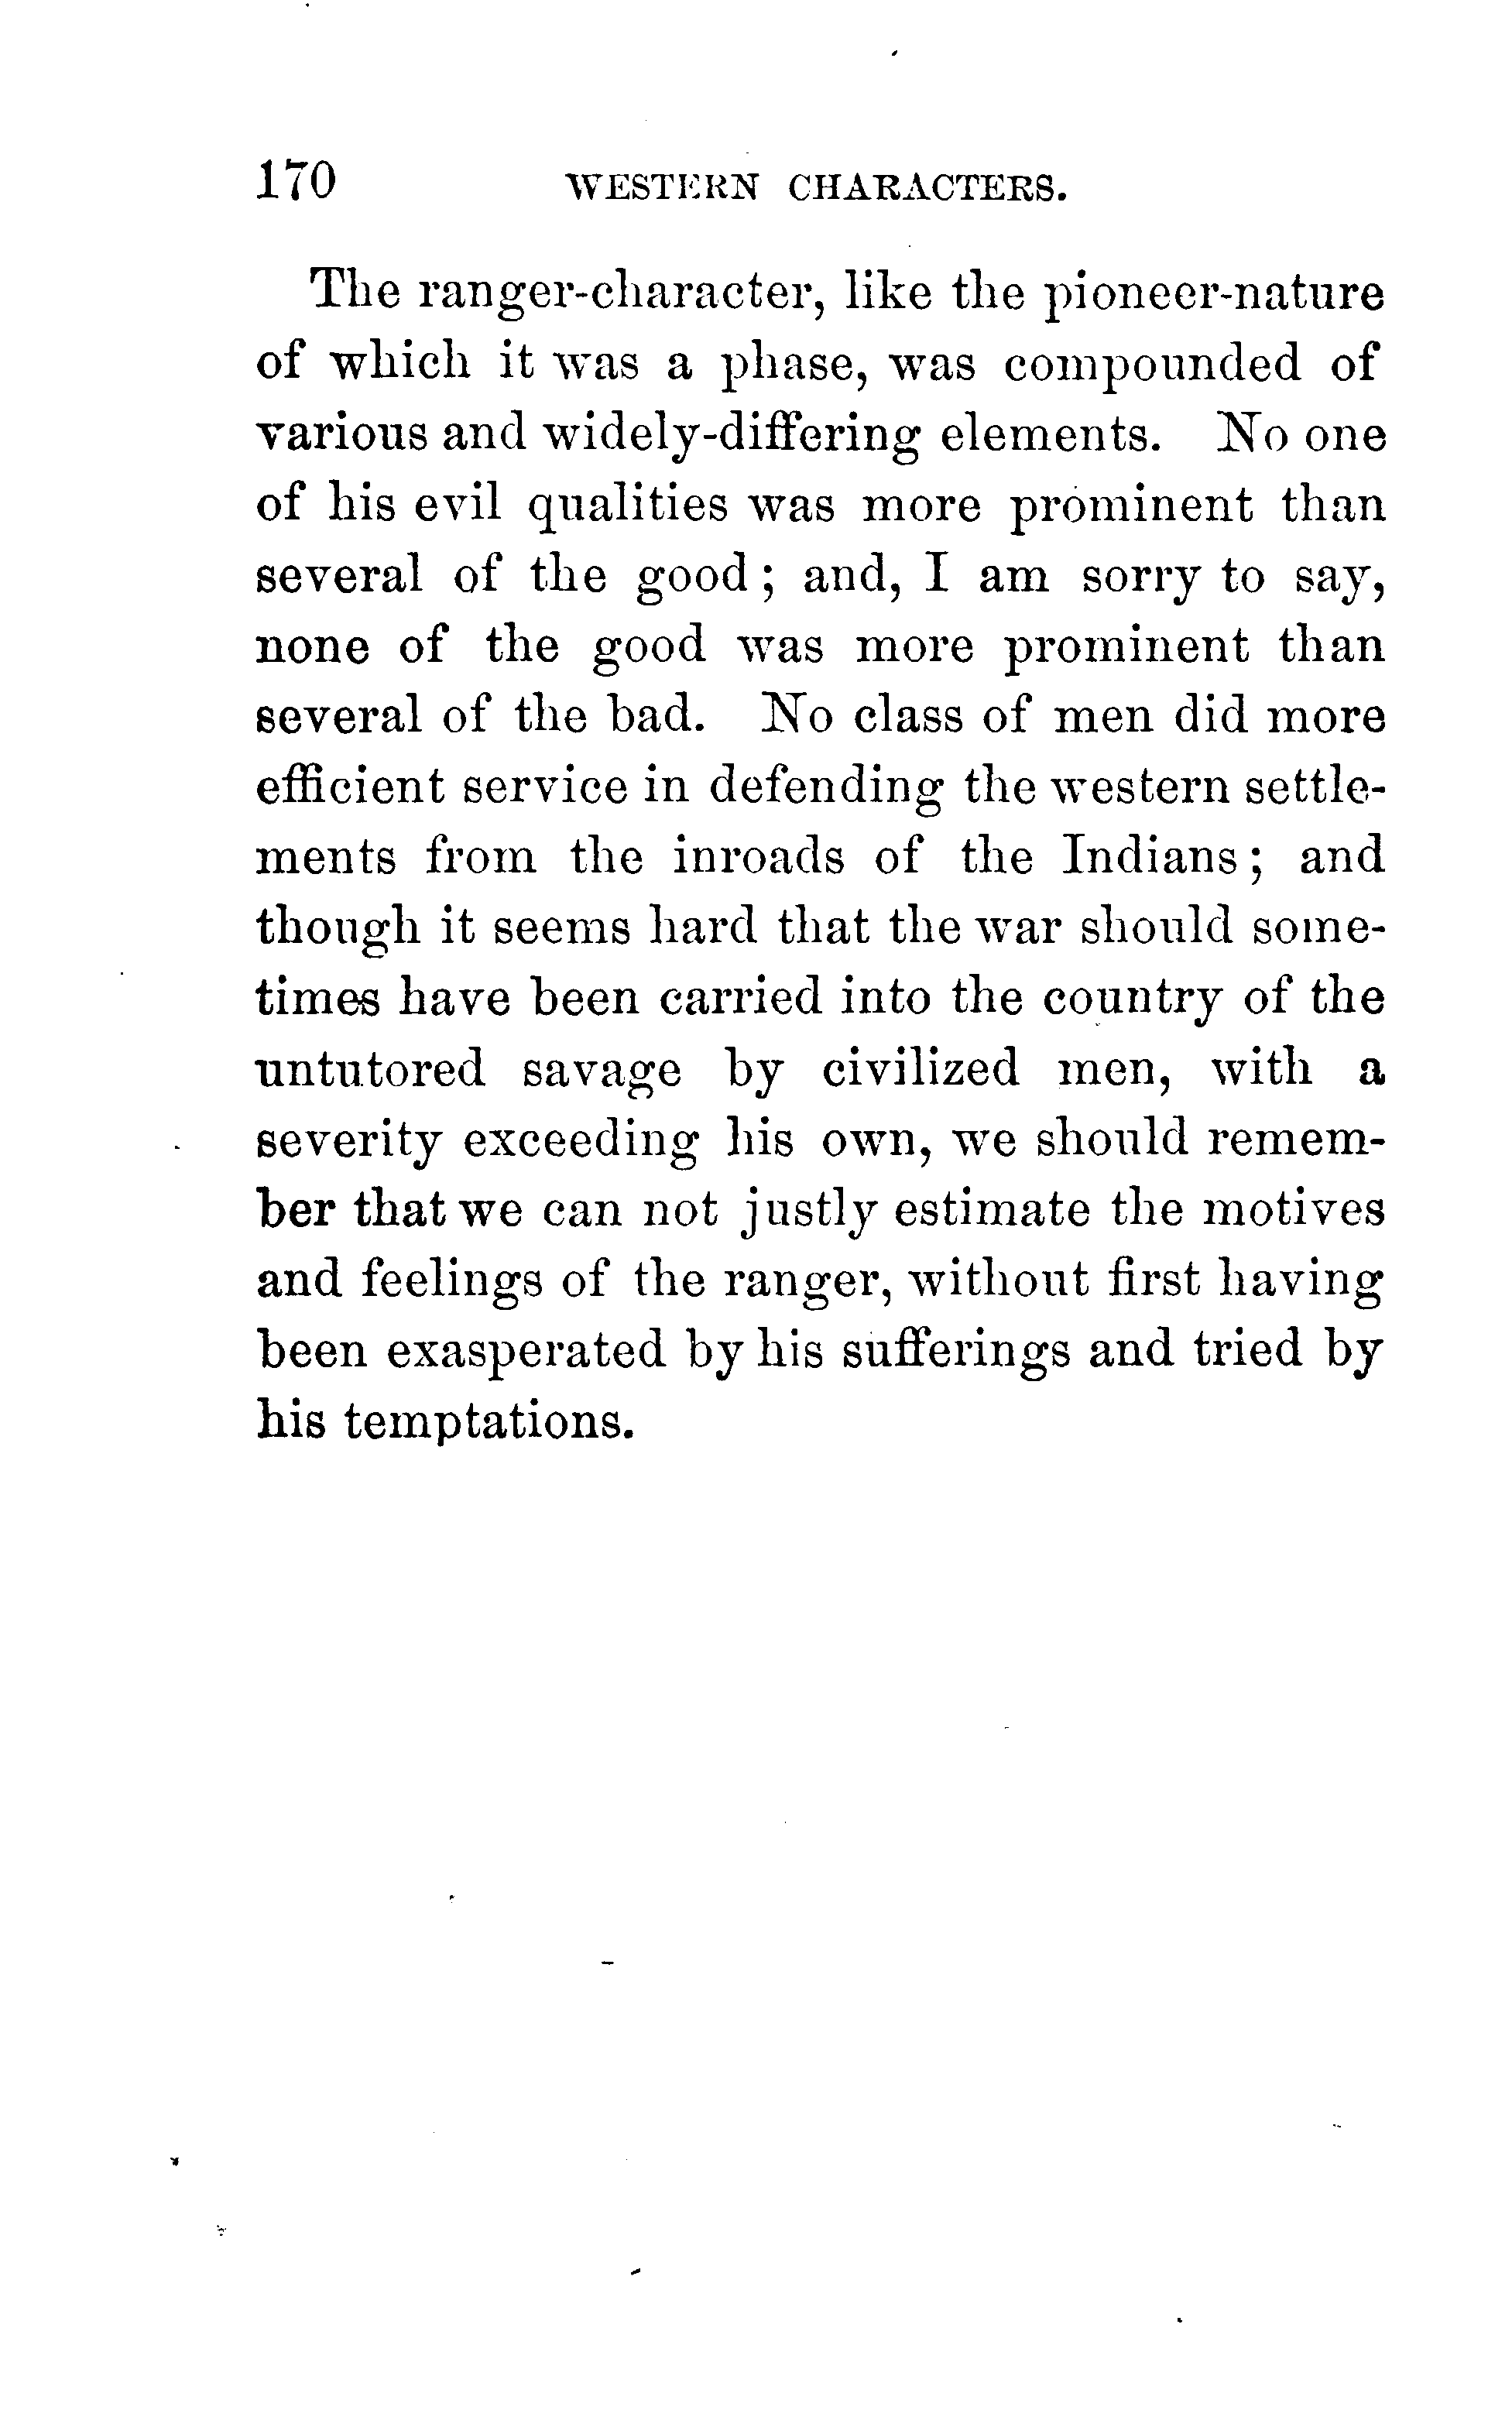 170 WESTERN CHARACTERS.
The ranger-character, like the pioneer-nature
of which it was a phase, was compounded of
various and widely-differing elements. No one
of his evil qualities was more prominent than
several of the good; and, I am sorry to say,
none of the good was more prominent than
several of the bad. No class of men did more
efficient service in defending the western settle-
ments from the inroads of the Indians; and
though it seems hard that the war should some-
times have been carried into the country of the
untutored savage by civilized men, with a
severity exceeding his own, we should remem-
ber that we can not justly estimate the motives
and feelings of the ranger, without first having
been exasperated by his sufferings and tried by
his temptations.